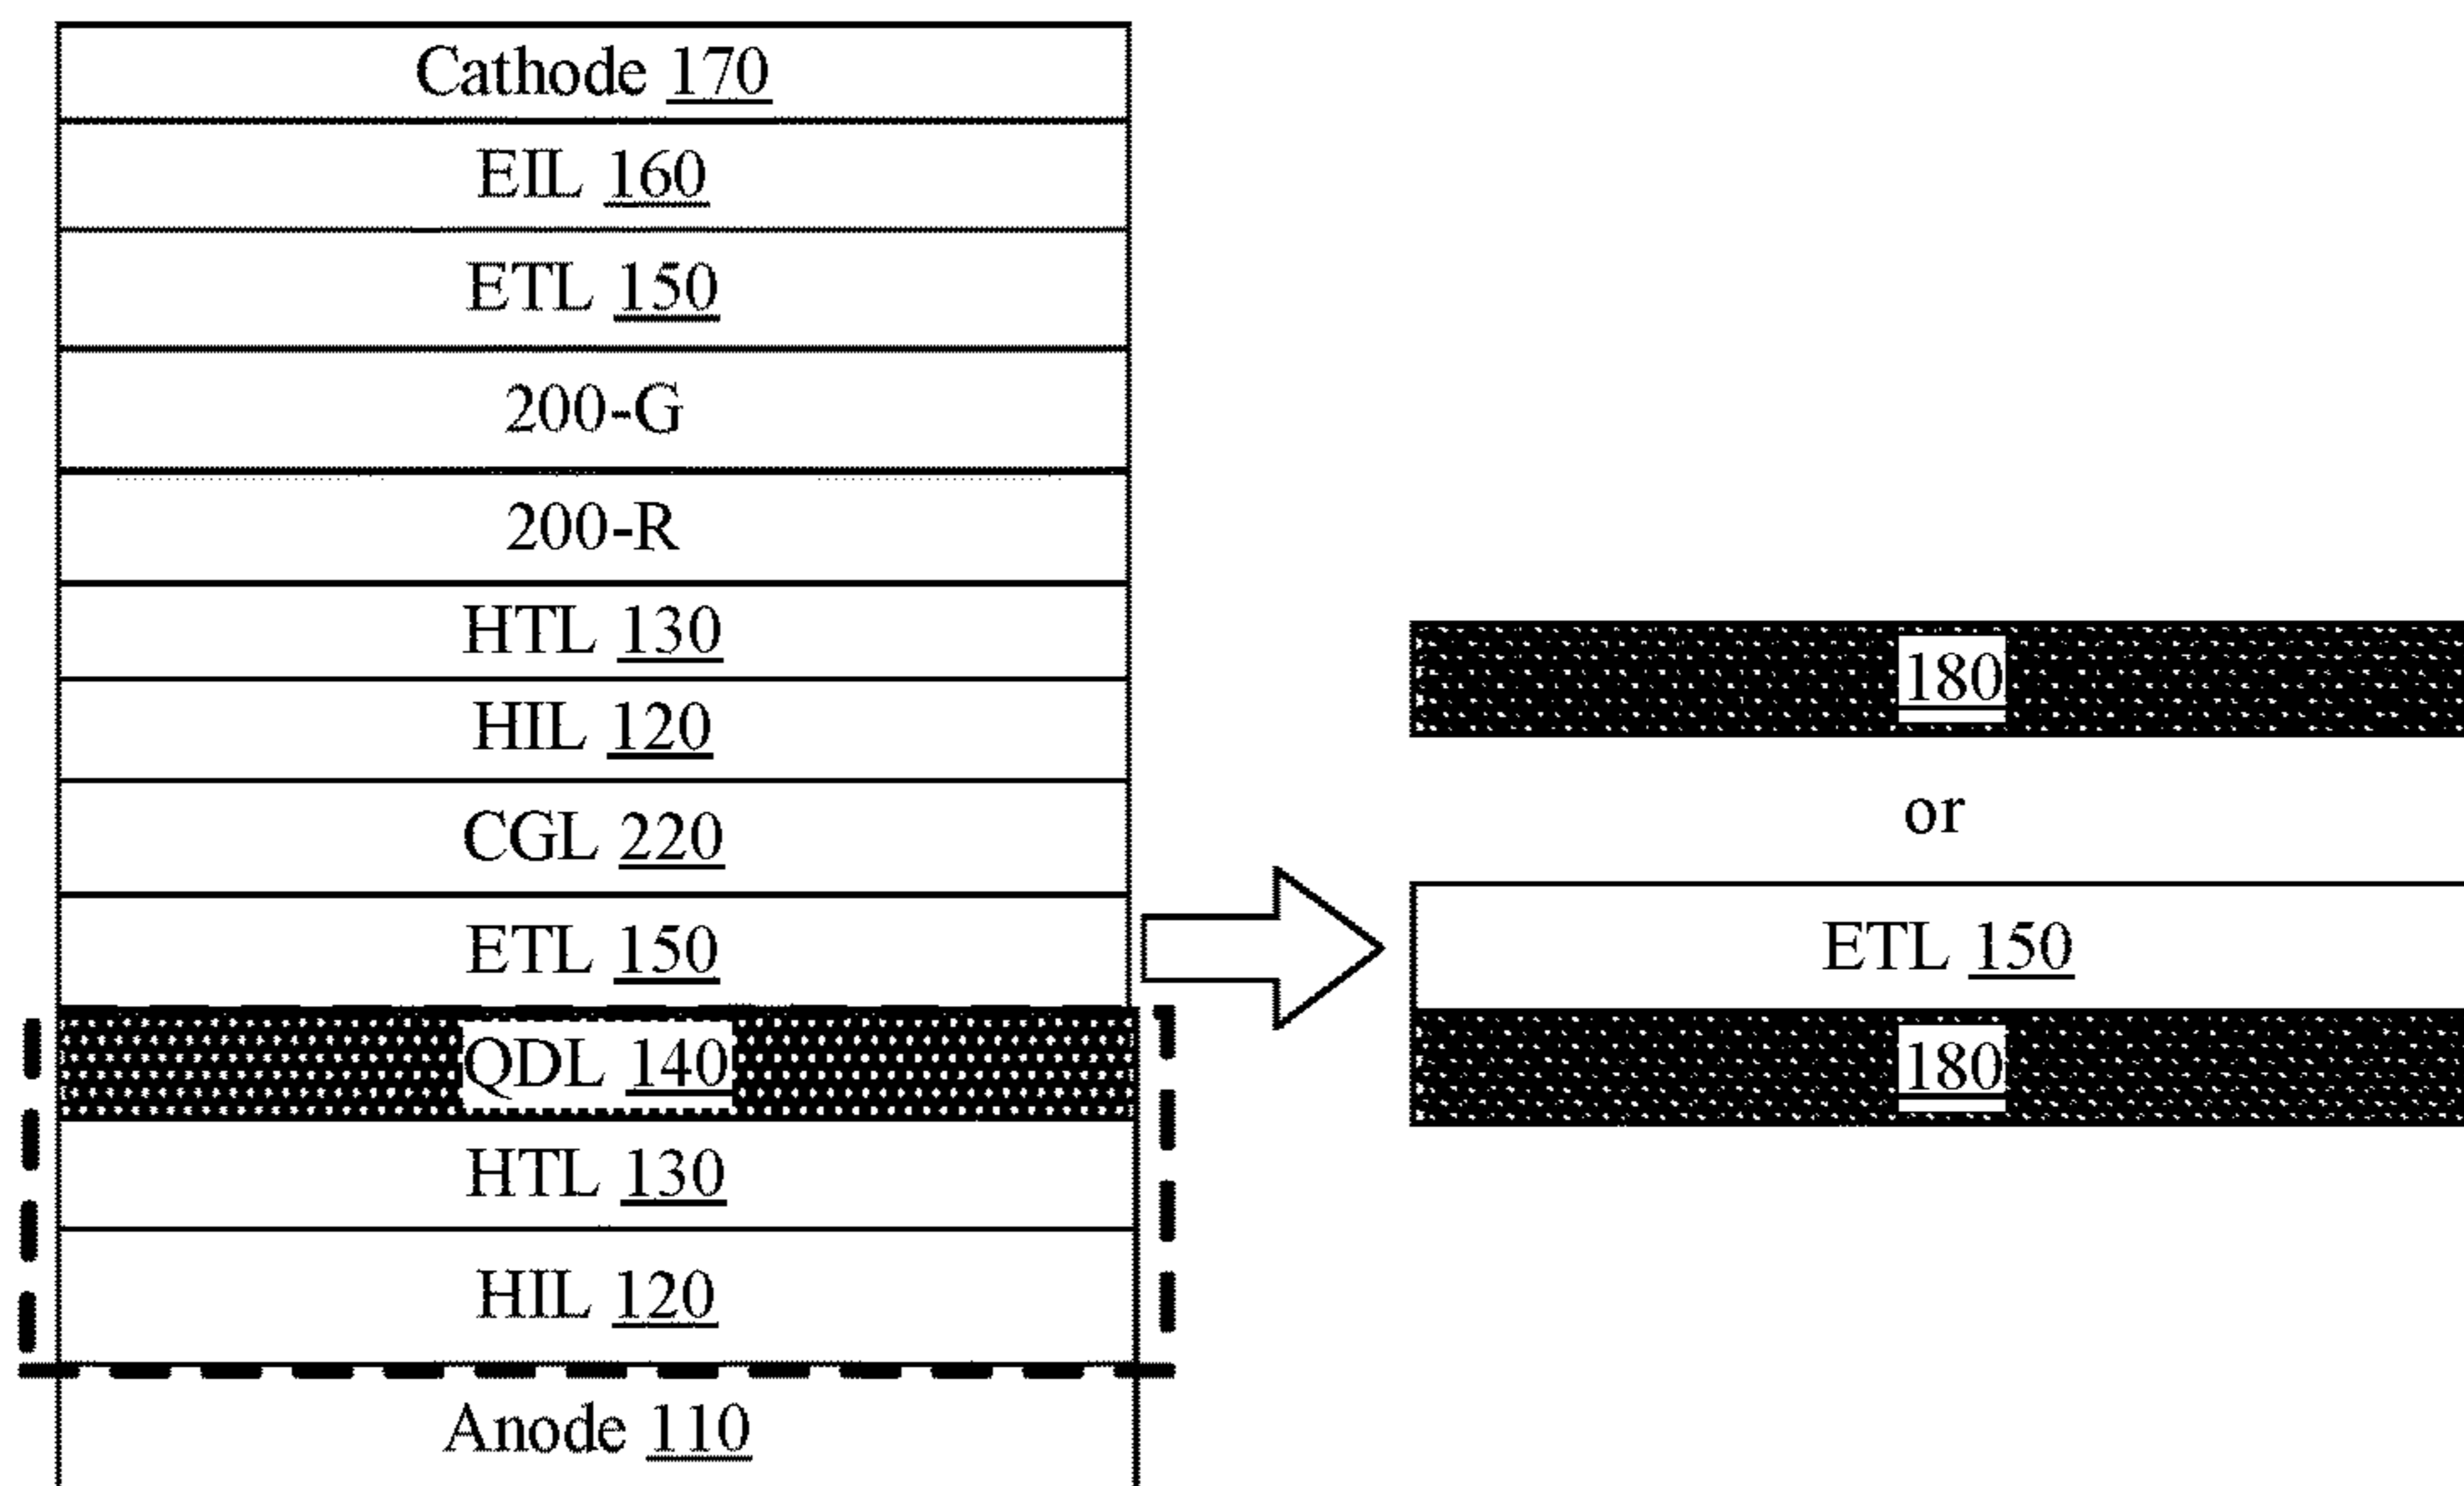 Cathode 170
EIL 160
ETL 150
200-G
200-R
HTL 130
HIL 120
CGL 220
ETL 150
QDL 140
HTL 130
HIL 120
Anode 110
180
or
ETL 150
180